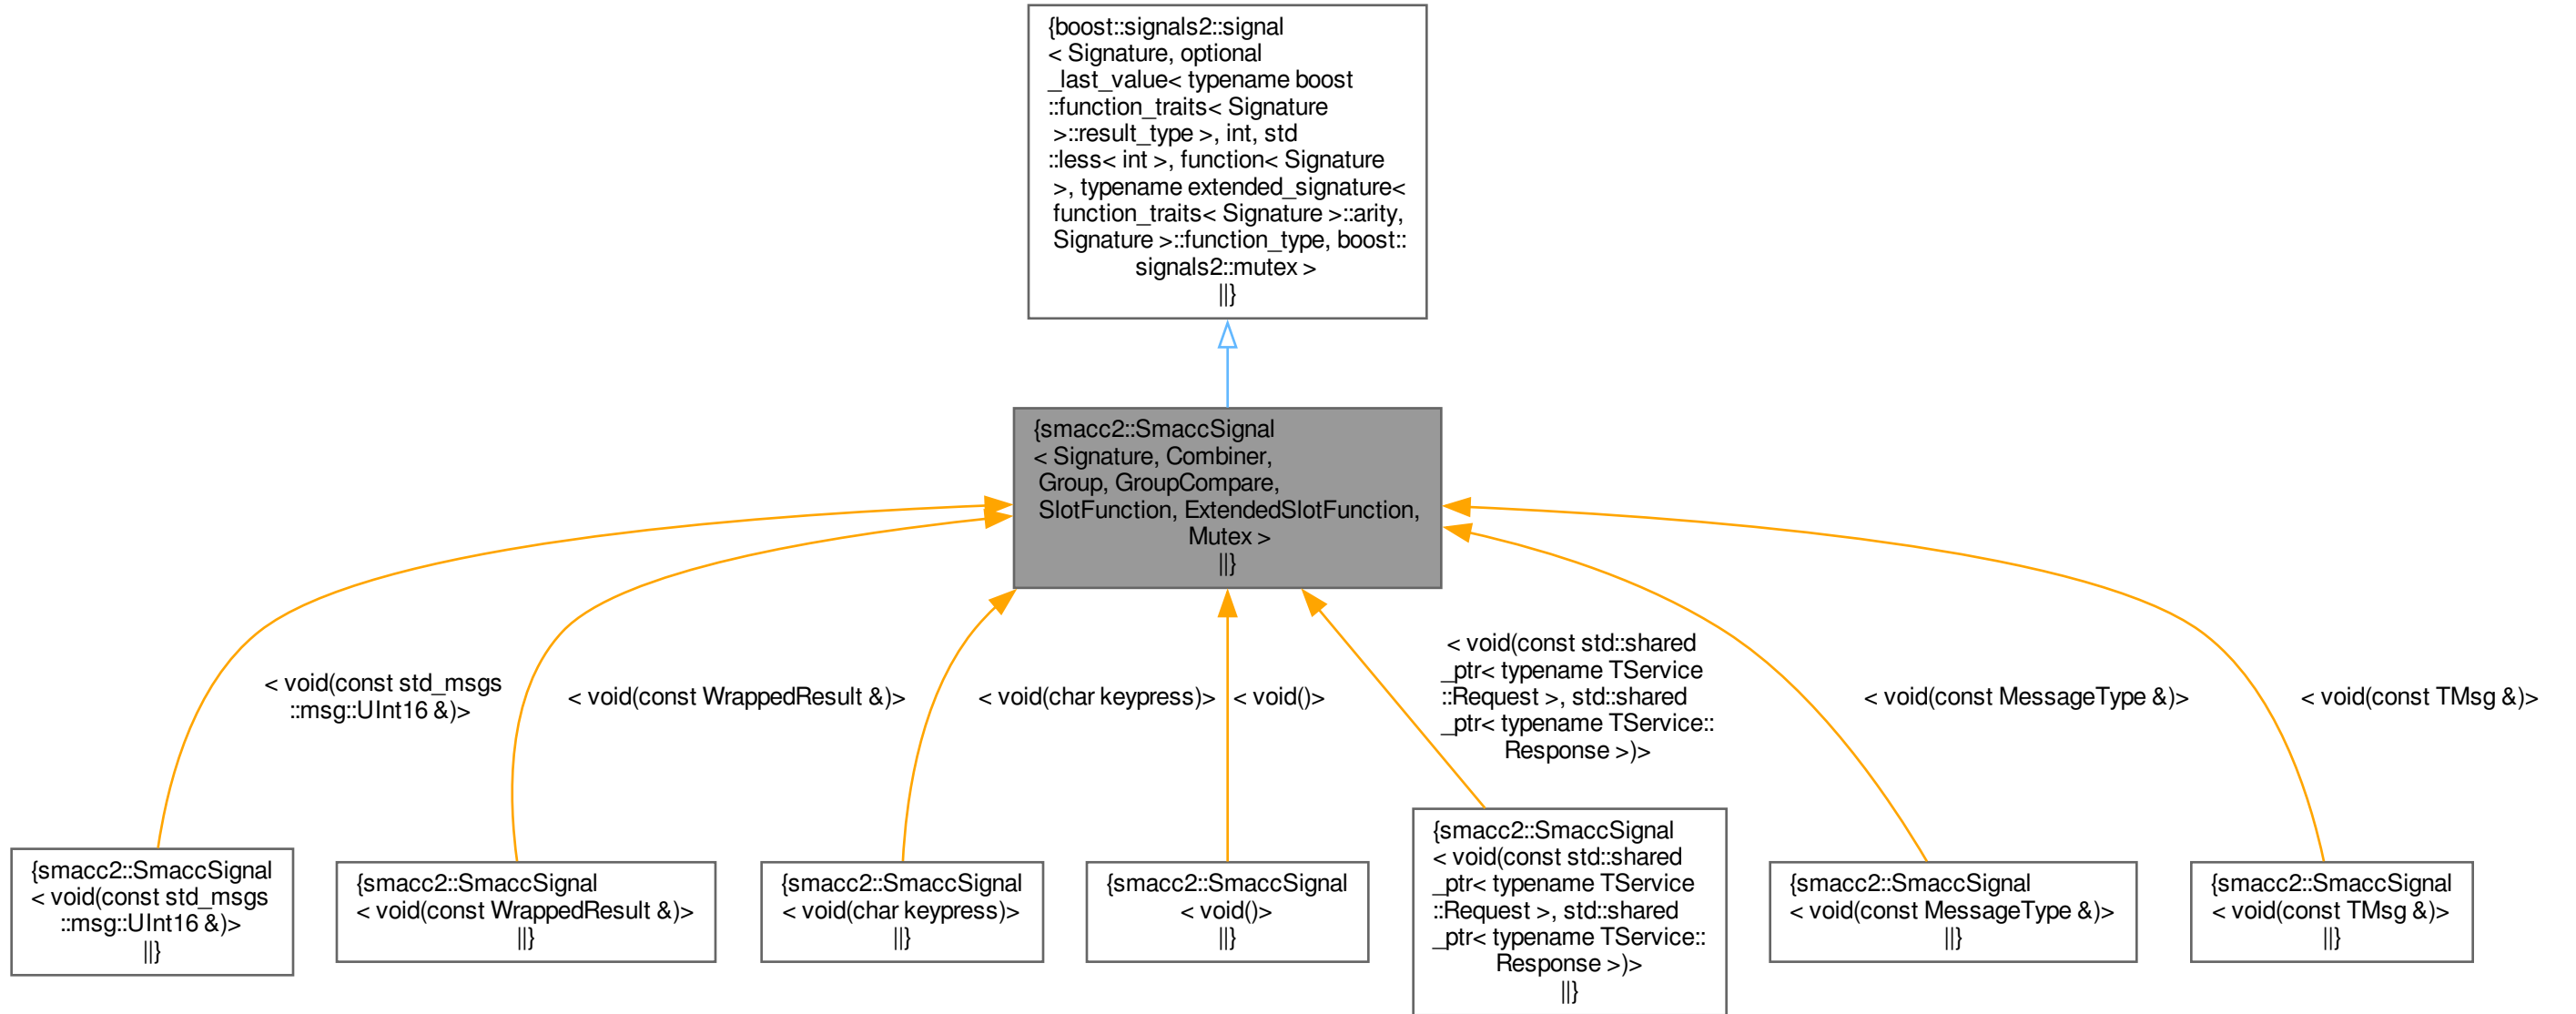 {boost::signals2::signal
< Signature, optional
_last_value< typename boost
::function_traits< Signature
>::result_type >, int, std
::less< int >, function< Signature
>, typename extended_signature<
function_traits< Signature >::arity,
Signature >::function_type, boost::
signals2::mutex >
||}
{smacc2::SmaccSignal
< Signature, Combiner,
Group, GroupCompare,
SlotFunction, ExtendedSlotFunction,
Mutex >
||}
< void(const std_msgs
::msg::UInt16 &)>
< void(const WrappedResult &)>
< void(char keypress)>
< void()>
< void(const std::shared
_ptr< typename TService
::Request >, std::shared
_ptr< typename TService::
Response >)>
< void(const MessageType &)>
< void(const TMsg &)>
{smacc2::SmaccSignal
< void(const std_msgs
::msg::UInt16 &)>
||}
{smacc2::SmaccSignal
< void(const WrappedResult &)>
||}
{smacc2::SmaccSignal
< void(char keypress)>
||}
{smacc2::SmaccSignal
< void()>
||}
{smacc2::SmaccSignal
< void(const std::shared
_ptr< typename TService
::Request >, std::shared
_ptr< typename TService::
Response >)>
||}
{smacc2::SmaccSignal
< void(const MessageType &)>
||}
{smacc2::SmaccSignal
< void(const TMsg &)>
||}